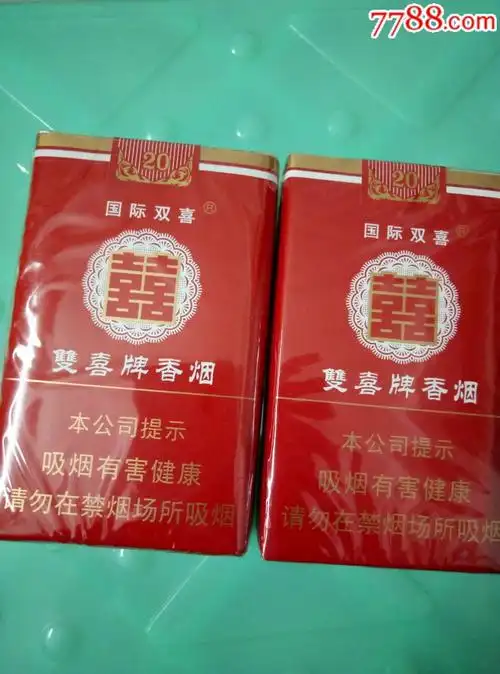 7788.com
20
国际双喜®
囍
雙喜牌香烟
本公司提示
吸烟有害健康
请勿在禁烟场所吸烟
20
国际双喜®
囍
雙喜牌香烟
本公司提示
吸烟有害健康
请勿在禁烟场所吸烟